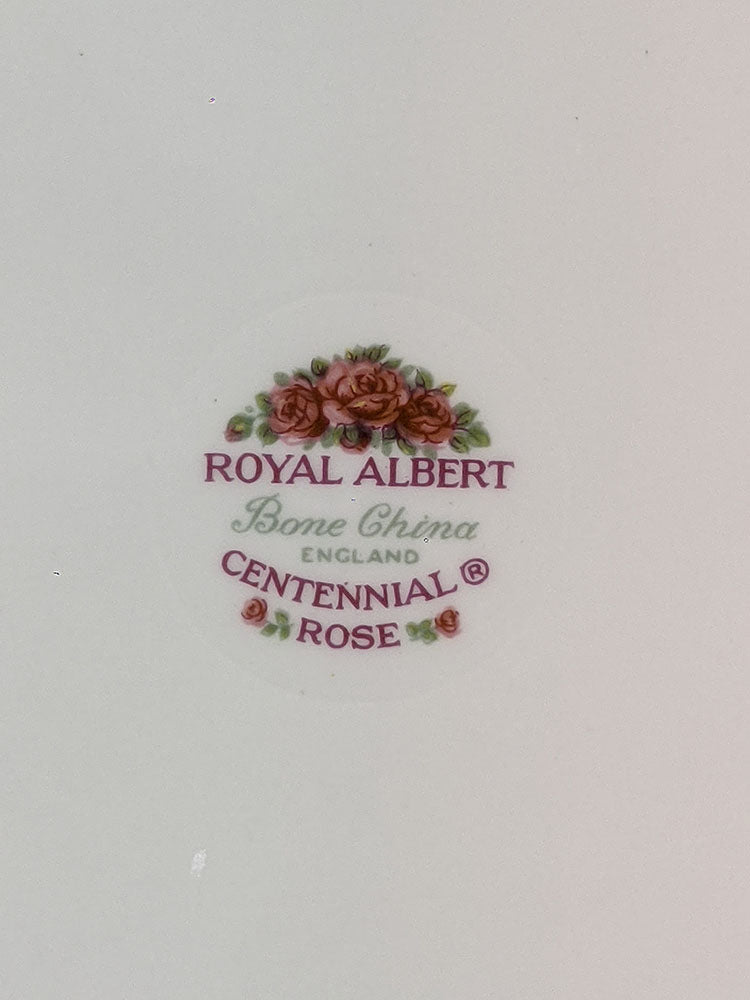 ROYAL ALBERT
Bone China
ENGLAND
CENTENNIAL ®
ROSE